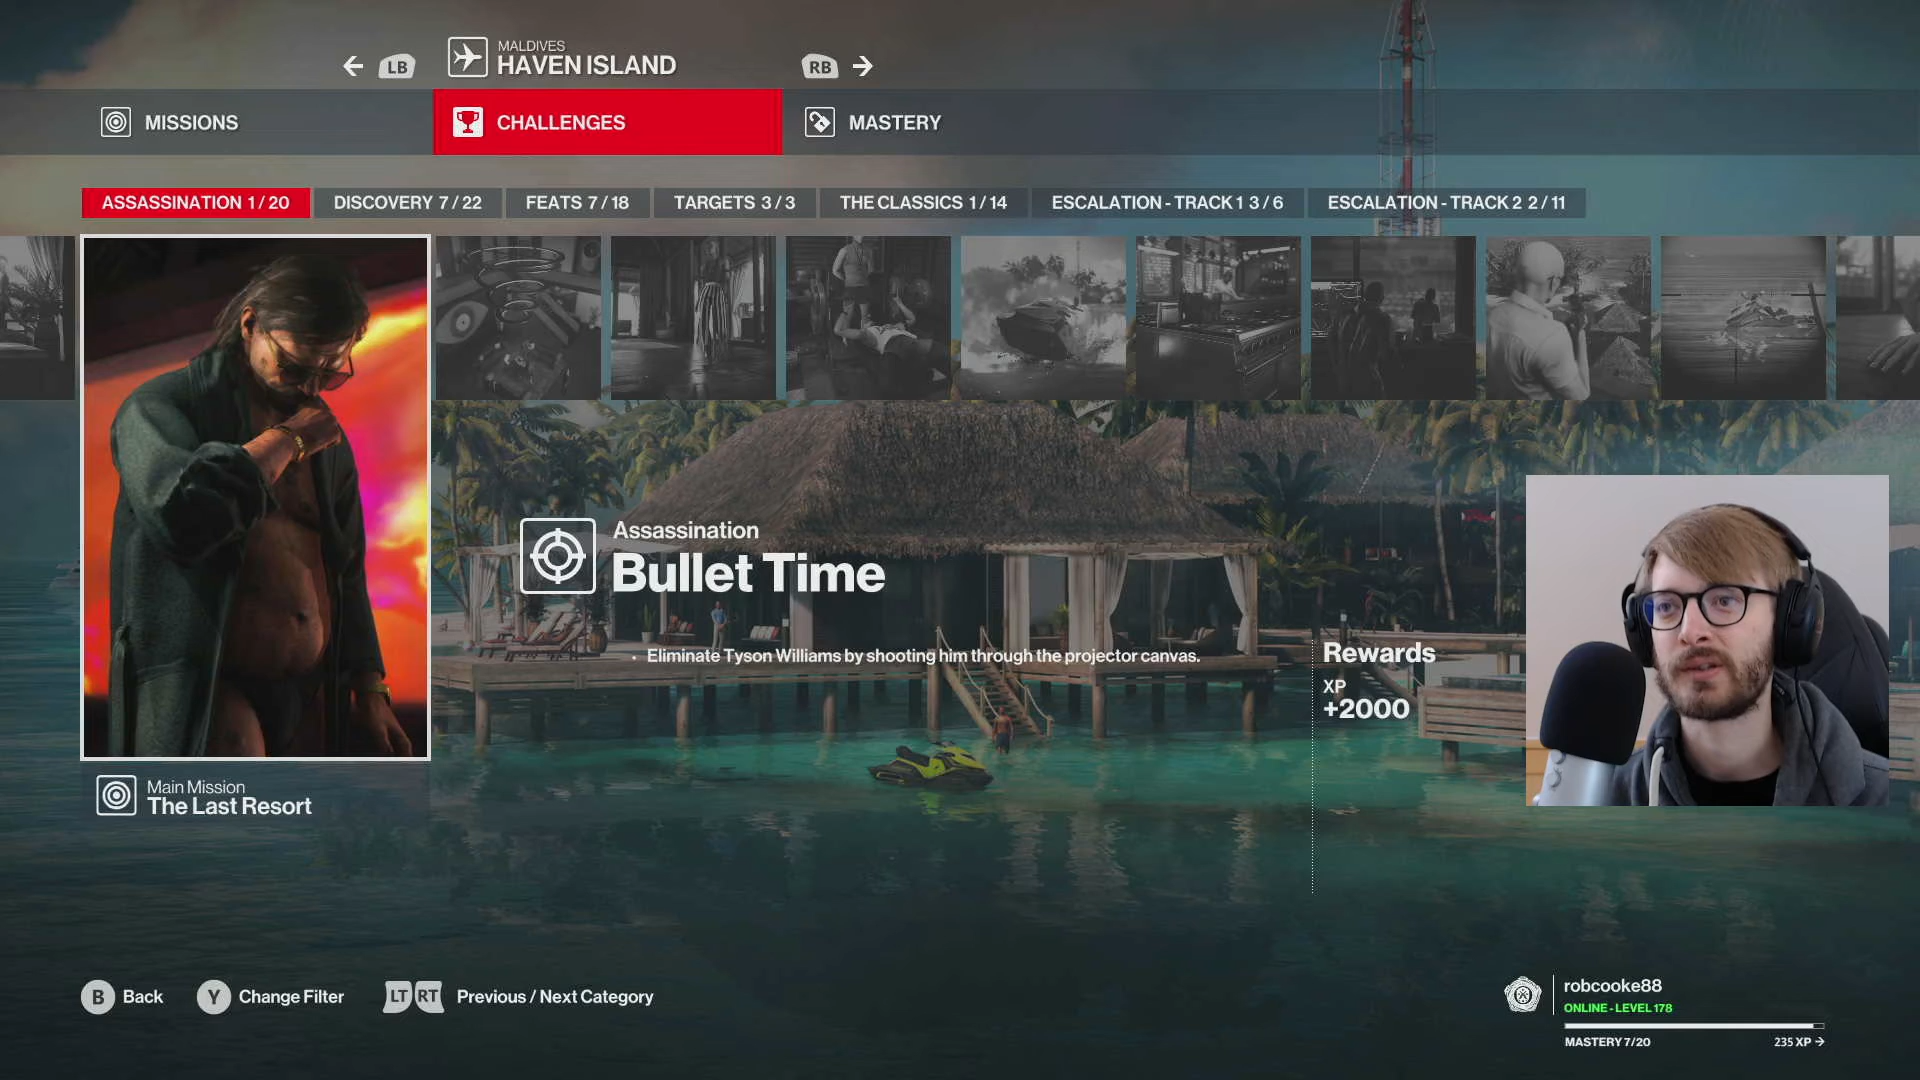 LB
MALDIVES
HAVEN ISLAND
RB
MISSIONS
CHALLENGES
MASTERY
ASSASSINATION 1 / 20
DISCOVERY 7 / 22
FEATS 7 / 18
TARGETS 3 / 3
THE CLASSICS 1 / 14
ESCALATION - TRACK 1 3 / 6
ESCALATION - TRACK 2 2 / 11
Assassination
Bullet Time
Eliminate Tyson Williams by shooting him through the projector canvas.
Rewards
XP
+2000
Main Mission
The Last Resort
B Back
Y Change Filter
LT RT Previous / Next Category
robcooke88
ONLINE - LEVEL 178
MASTERY 7/20
235 XP